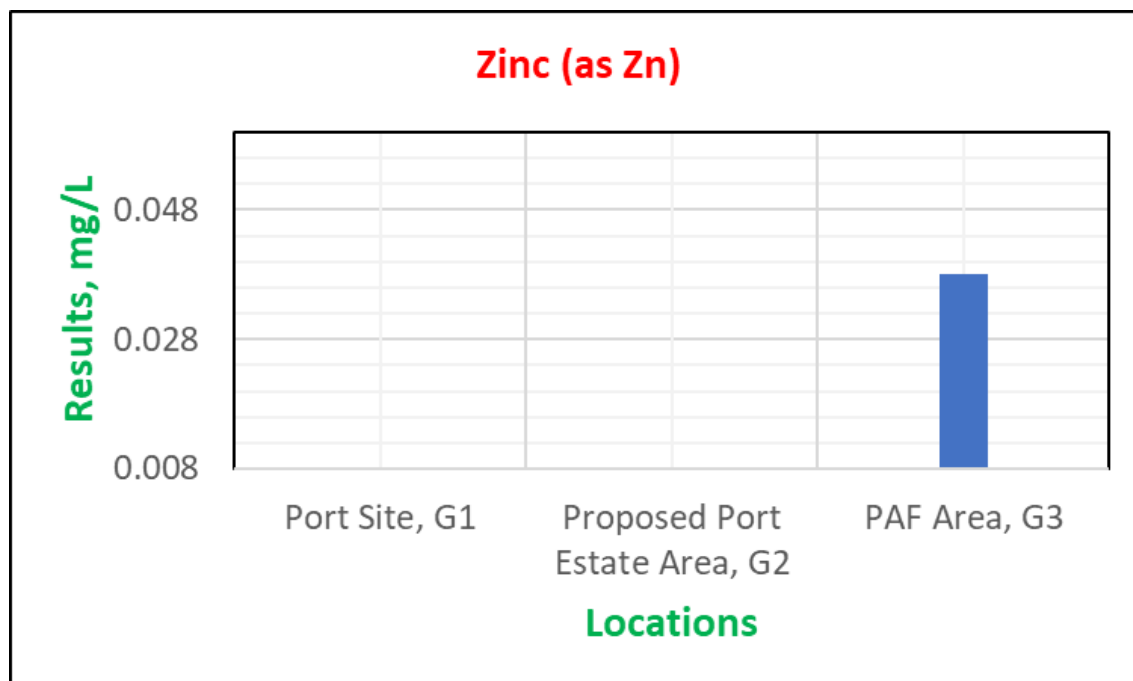 Zinc (as Zn)
Results, mg/L
0.048
0.028
0.008
Port Site, G1
Proposed Port
Estate Area, G2
PAF Area, G3
Locations